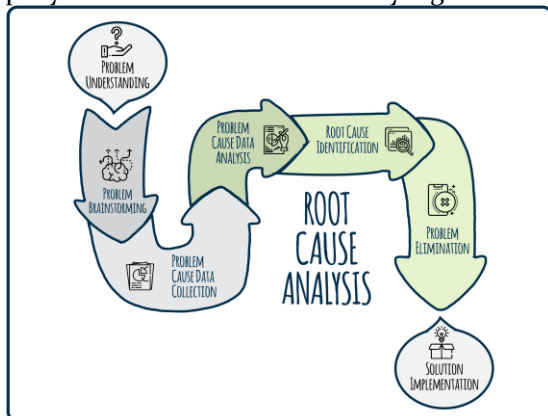 PROBLEM
UNDERSTANDING
PROBLEM
BRAINSTORMING
PROBLEM
CAUSE DATA
COLLECTION
PROBLEM
CAUSE DATA
ANALYSIS
ROOT CAUSE
IDENTIFICATION
PROBLEM
ELIMINATION
SOLUTION
IMPLEMENTATION
ROOT
CAUSE
ANALYSIS